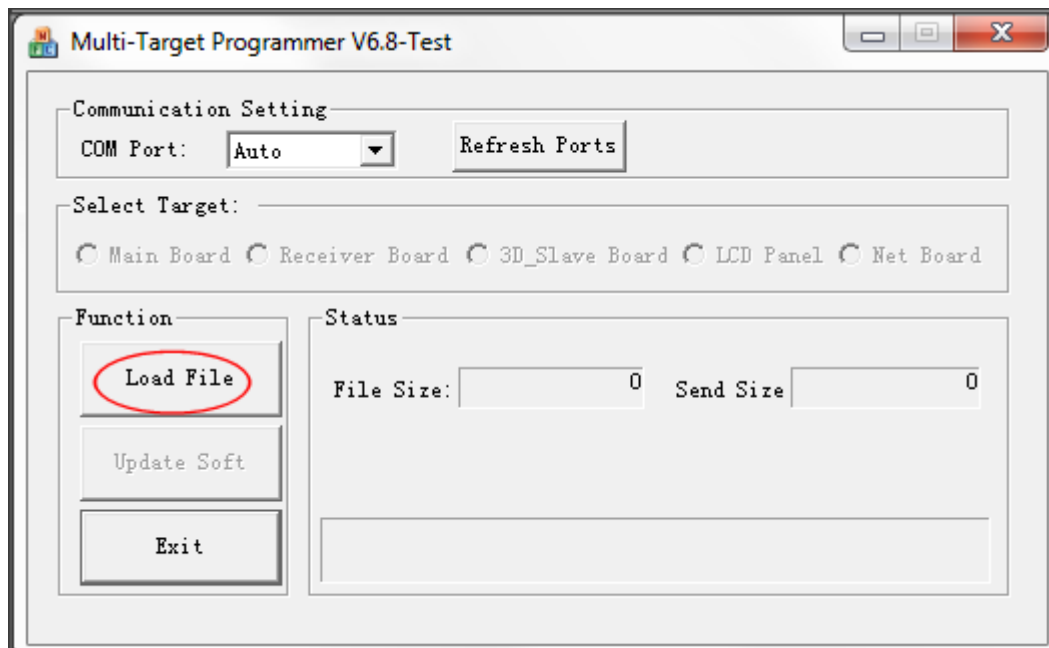 Multi-Target Programmer V6.8-Test
Communication Setting
COM Port: Auto Refresh Ports
Select Target:
Main Board Receiver Board 3D_Slave Board LCD Panel Net Board
Function
Load File
Update Soft
Exit
Status
File Size: 0 Send Size 0